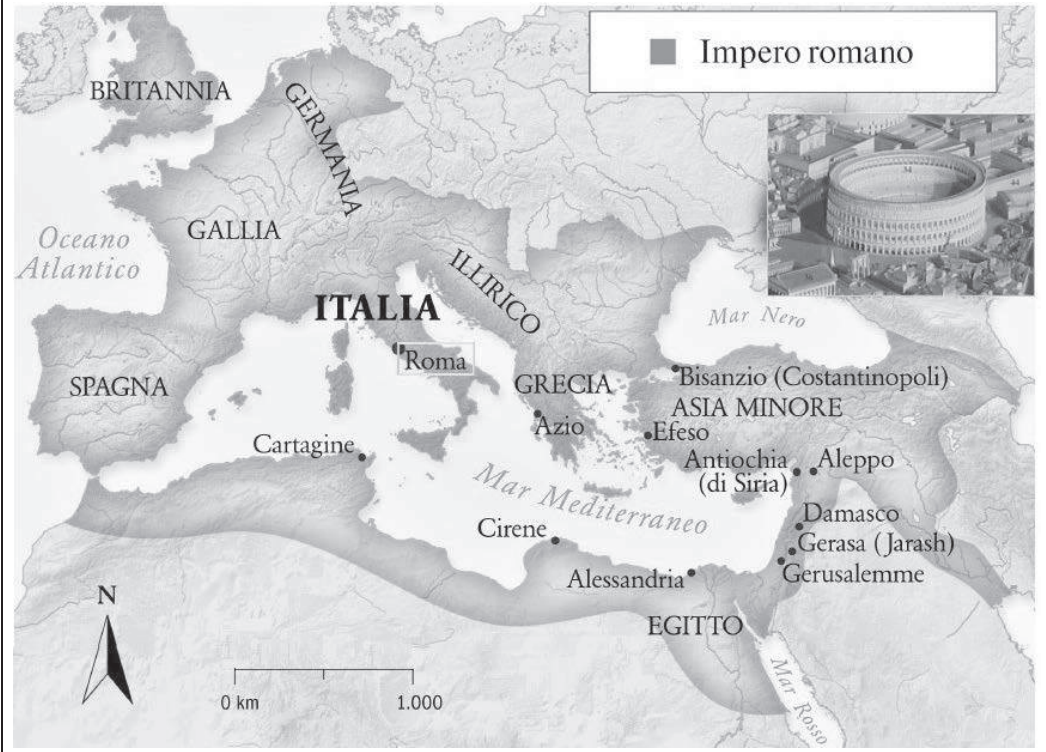 Impero romano
BRITANNIA
GERMANIA
GALLIA
Oceano
Atlantico
ILLIRICO
ITALIA
Mar Nero
Roma
SPAGNA
GRECIA
Bisanzio (Costantinopoli)
ASIA MINORE
Azio
Efeso
Cartagine
Antiochia
(di Siria)
Aleppo
Mar Mediterraneo
Damasco
Cirene
Gerasa (Jarash)
Alessandria
Gerusalemme
EGITTO
N
Mar Rosso
0 km
1.000